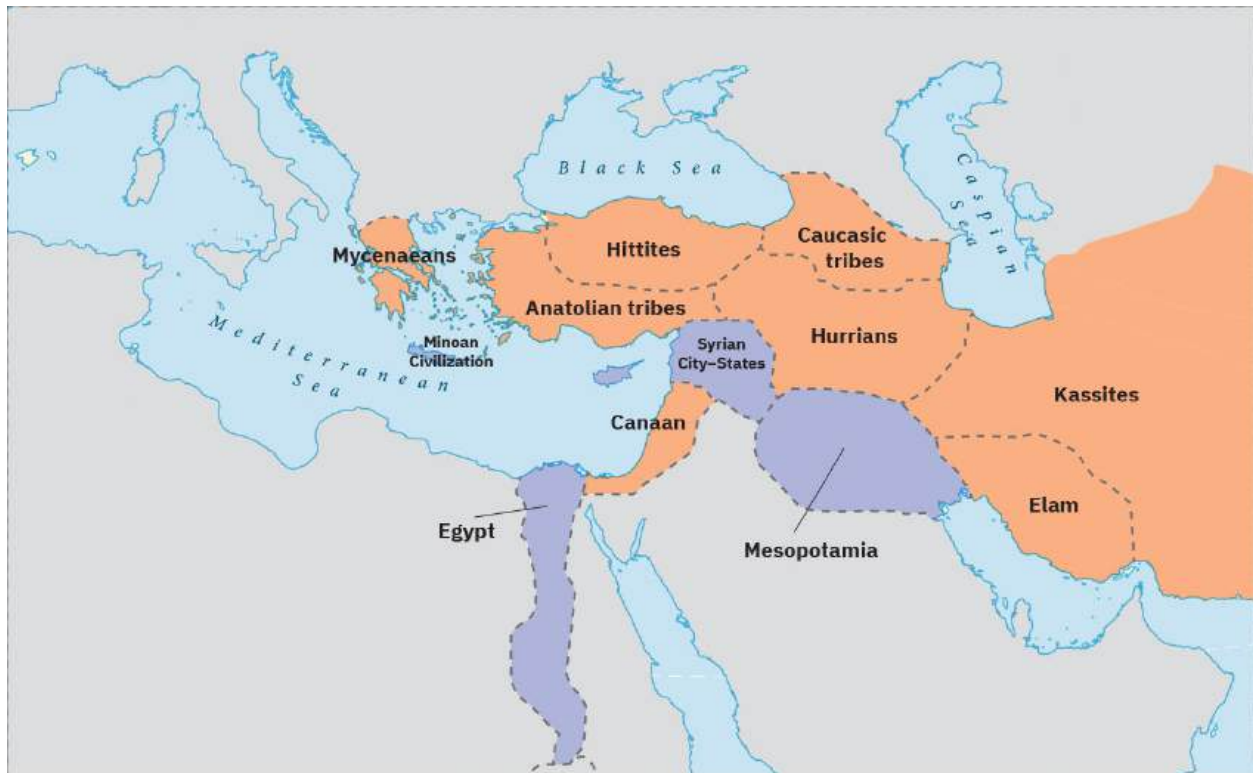 Black Sea
Caspian
Sea
Mycenaeans
Hittites
Caucasic
tribes
Anatolian tribes
Hurrians
Mediterranean
Sea
Minoan
Civilization
Syrian
City–States
Canaan
Kassites
Egypt
Mesopotamia
Elam